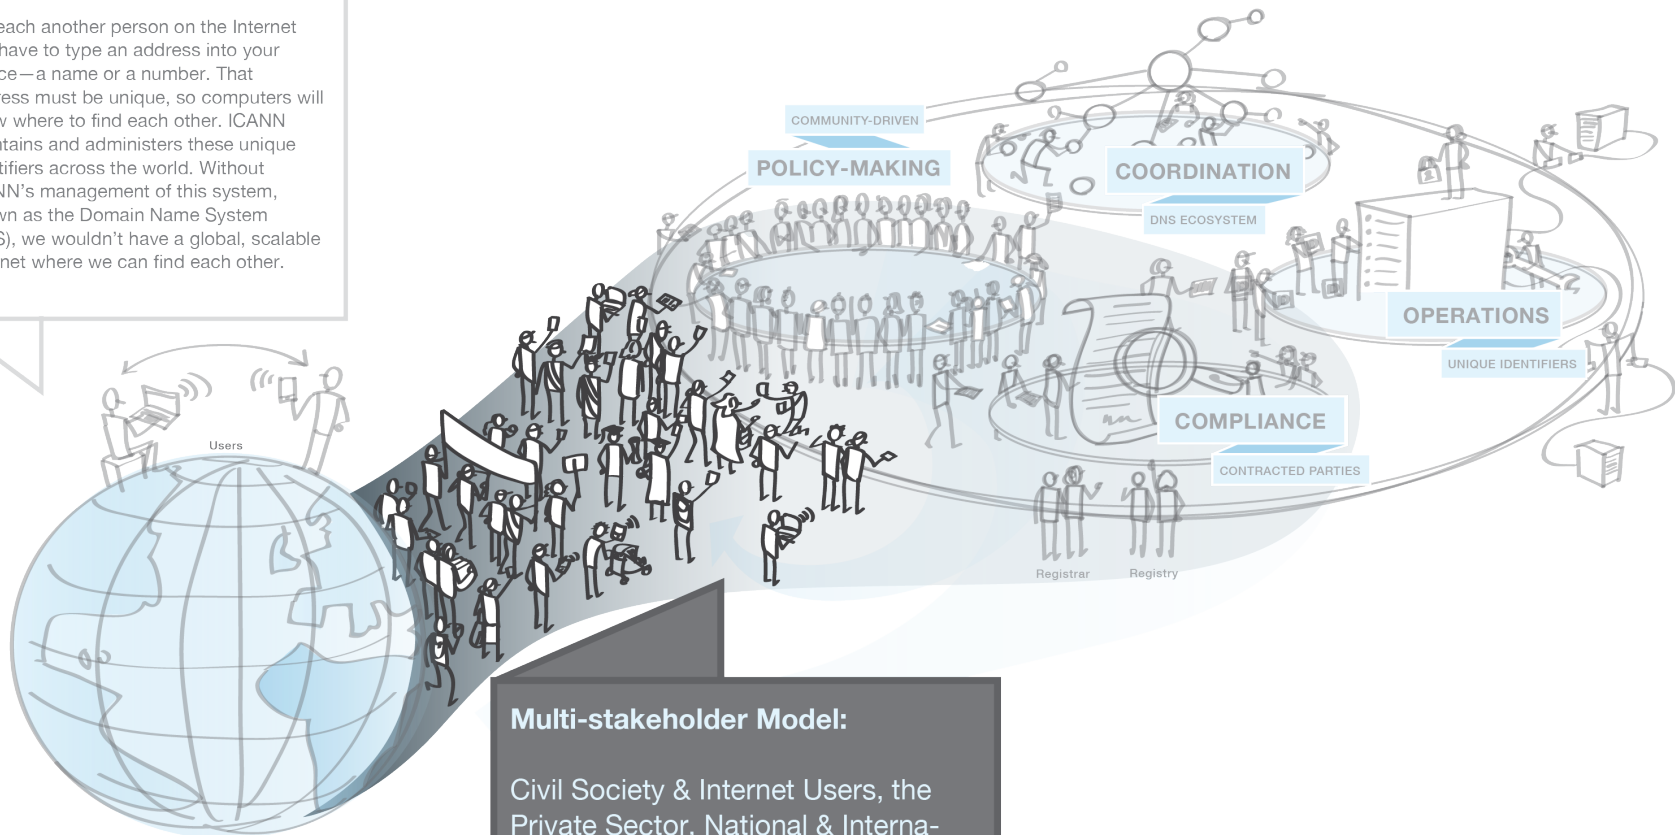 each another person on the Internet
have to type an address into your
ce—a name or a number. That
ress must be unique, so computers will
w where to find each other. ICANN
ntains and administers these unique
tifiers across the world. Without
NN's management of this system,
wn as the Domain Name System
S), we wouldn't have a global, scalable
net where we can find each other.
COMMUNITY-DRIVEN
POLICY-MAKING
COORDINATION
DNS ECOSYSTEM
OPERATIONS
UNIQUE IDENTIFIERS
COMPLIANCE
CONTRACTED PARTIES
Users
Registrar
Registry
Multi-stakeholder Model:
Civil Society & Internet Users, the
Private Sector, National & Interna-